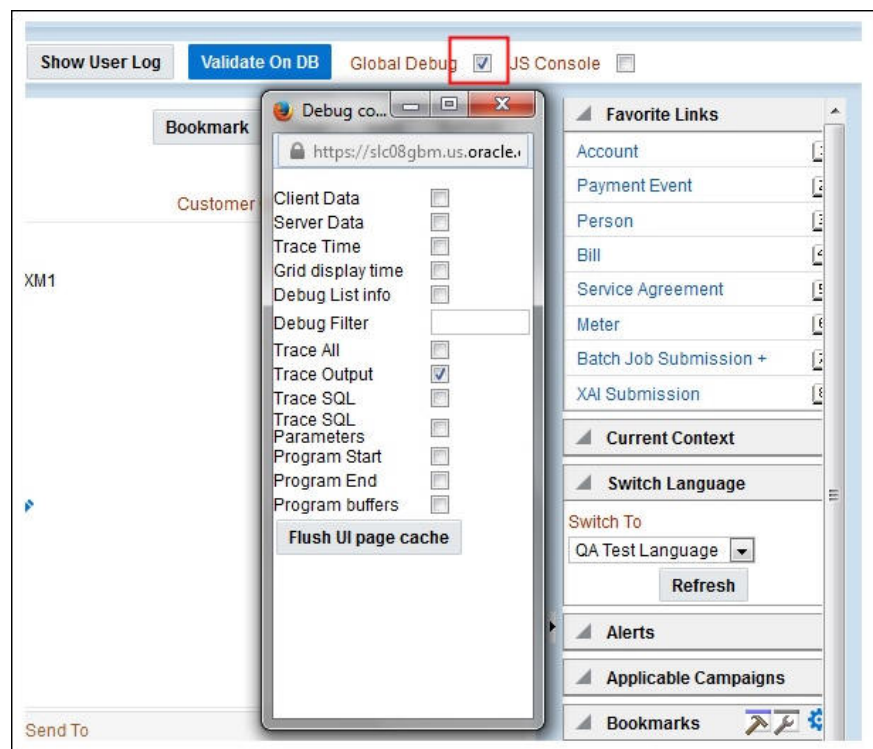 Show User Log Validate On DB Global Debug JS Console
Bookmark
Customer
XM1
Send To
Debug co...
https://slc08gbm.us.oracle.
Client Data
Server Data
Trace Time
Grid display time
Debug List info
Debug Filter
Trace All
Trace Output
Trace SQL
Trace SQL
Parameters
Program Start
Program End
Program buffers
Flush UI page cache
Favorite Links
Account
Payment Event
Person
Bill
Service Agreement
Meter
Batch Job Submission +
XAI Submission
Current Context
Switch Language
Switch To
QA Test Language
Refresh
Alerts
Applicable Campaigns
Bookmarks